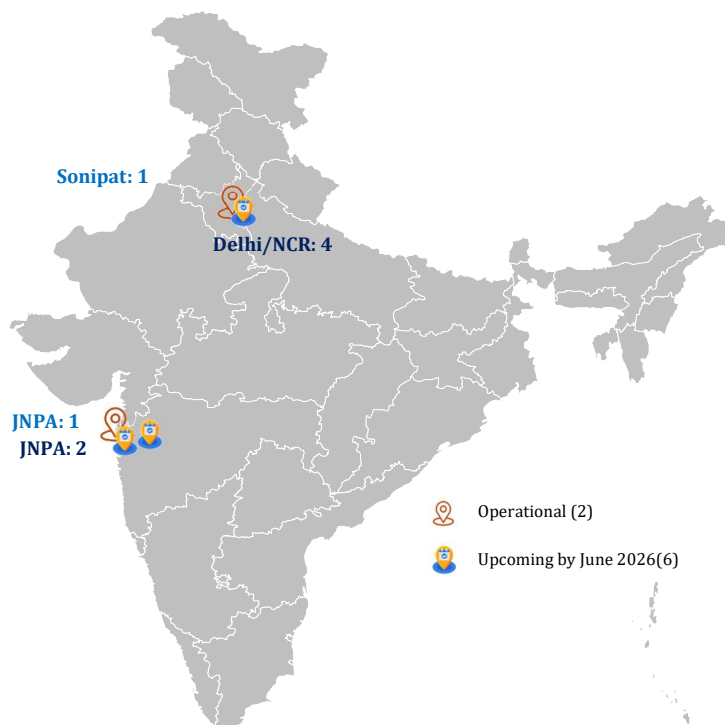 Sonipat: 1
Delhi/NCR: 4
JNPA: 1
JNPA: 2
Operational (2)
Upcoming by June 2026(6)